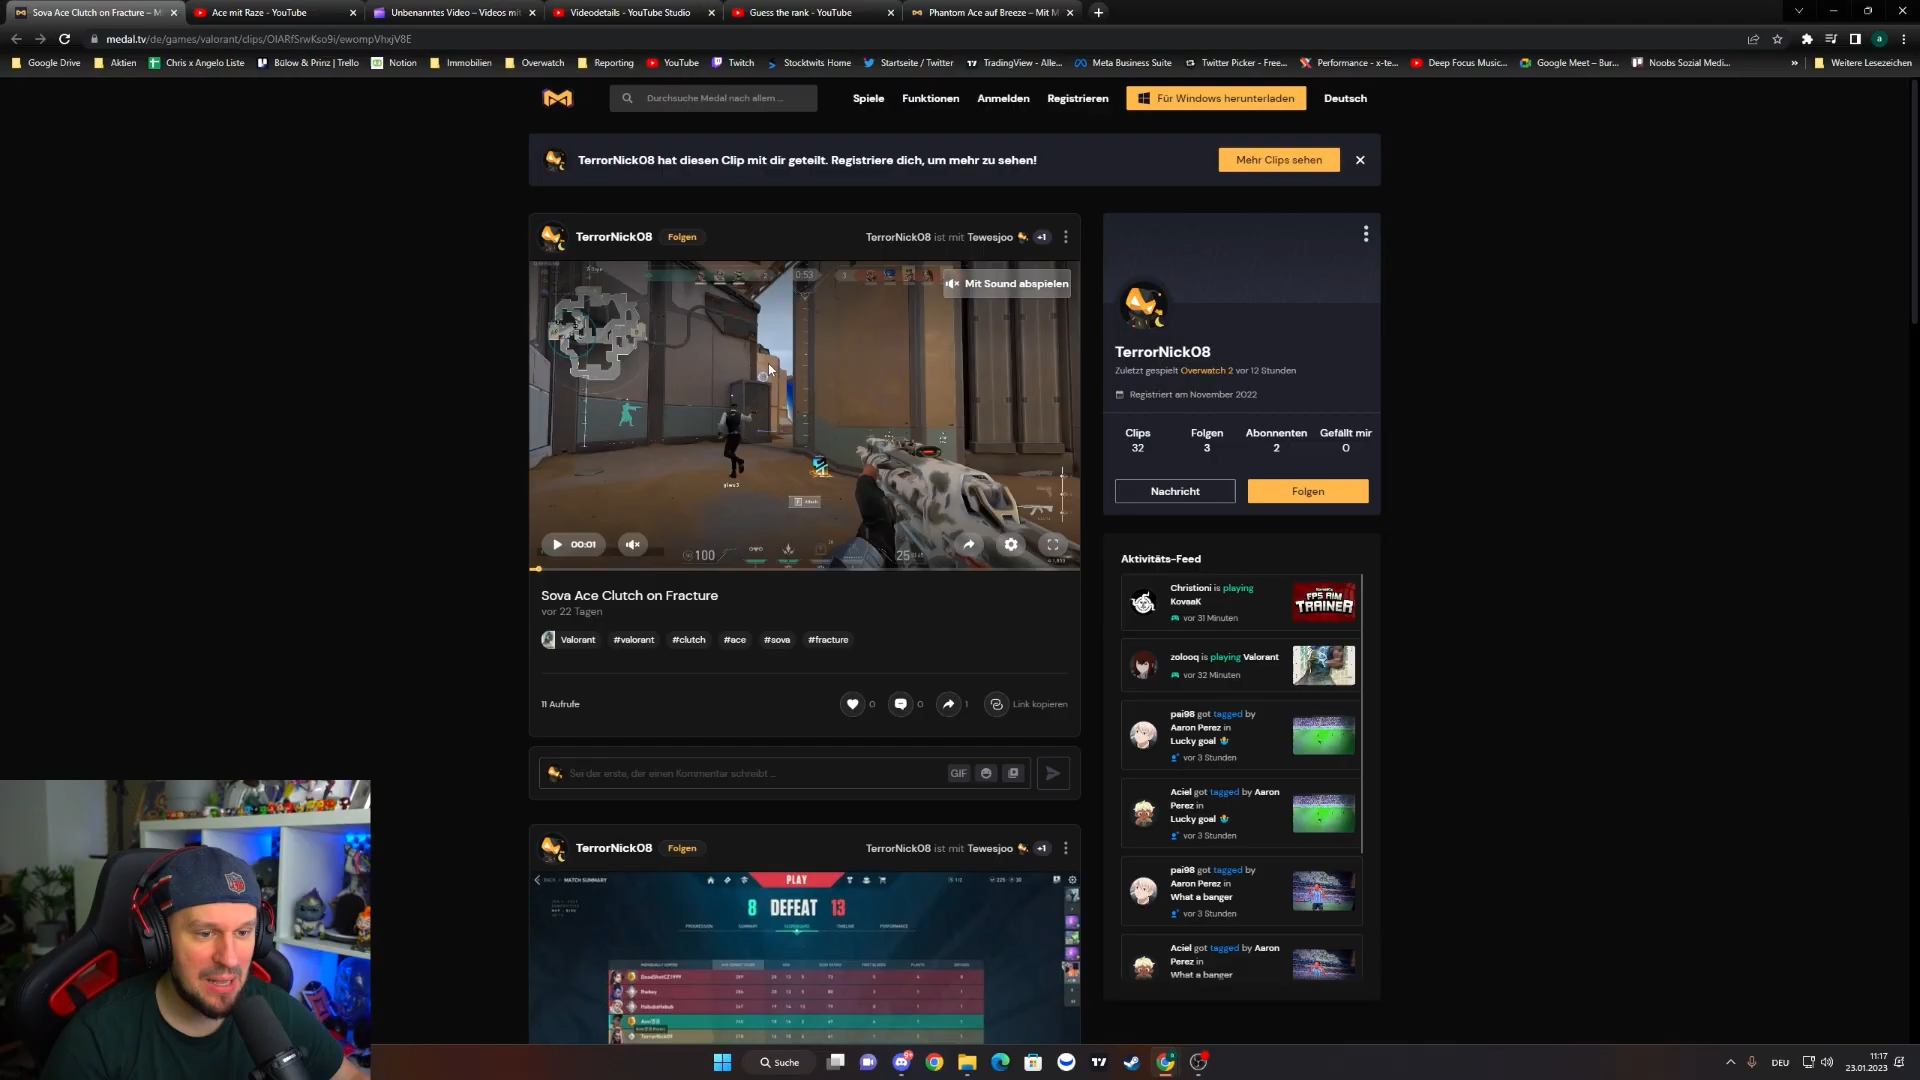 Sova Ace Clutch on Fracture – M
Ace mit Raze - YouTube
Unbenanntes Video – Videos mit
Videodetails - YouTube Studio
Guess the rank - YouTube
Phantom Ace auf Breeze – Mit M
medal.tv/de/games/valorant/clips/OIARfSrwKso9i/ewompVhxjV8E
Google Drive
Aktien
Chris x Angelo Liste
Bülow & Prinz | Trello
Notion
Immobilien
Overwatch
Reporting
YouTube
Twitch
Stocktwits Home
Startseite / Twitter
TradingView - Alle...
Meta Business Suite
Twitter Picker - Free...
Performance - x-te...
Deep Focus Music...
Google Meet – Bur...
Noobs Sozial Medi...
Weitere Lesezeichen
Durchsuche Medal nach allem ...
Spiele
Funktionen
Anmelden
Registrieren
Für Windows herunterladen
Deutsch
TerrorNick08 hat diesen Clip mit dir geteilt. Registriere dich, um mehr zu sehen!
Mehr Clips sehen
TerrorNick08
Folgen
TerrorNick08 ist mit Tewesjoo
+1
2
0:53
3
Mit Sound abspielen
00:01
100
25
Sova Ace Clutch on Fracture
vor 22 Tagen
Valorant
#valorant
#clutch
#ace
#sova
#fracture
11 Aufrufe
0
0
1
Link kopieren
Sei der erste, der einen Kommentar schreibt ...
GIF
TerrorNick08
Folgen
TerrorNick08 ist mit Tewesjoo
+1
MATCH SUMMARY
PLAY
8 DEFEAT 13
PROGRESSION
SUMMARY
SCOREBOARD
TIMELINE
PERFORMANCE
TerrorNick08
Zuletzt gespielt Overwatch 2 vor 12 Stunden
Registriert am November 2022
Clips
32
Folgen
3
Abonnenten
2
Gefällt mir
0
Nachricht
Folgen
Aktivitäts-Feed
Christioni is playing
KovaaK
vor 31 Minuten
FPS AIM
TRAINER
zolooq is playing Valorant
vor 32 Minuten
pai98 got tagged by
Aaron Perez in
Lucky goal
vor 3 Stunden
Aciel got tagged by Aaron
Perez in
Lucky goal
vor 3 Stunden
pai98 got tagged by
Aaron Perez in
What a banger
vor 3 Stunden
Aciel got tagged by Aaron
Perez in
What a banger
NFL
Suche
DEU
11:17
23.01.2023